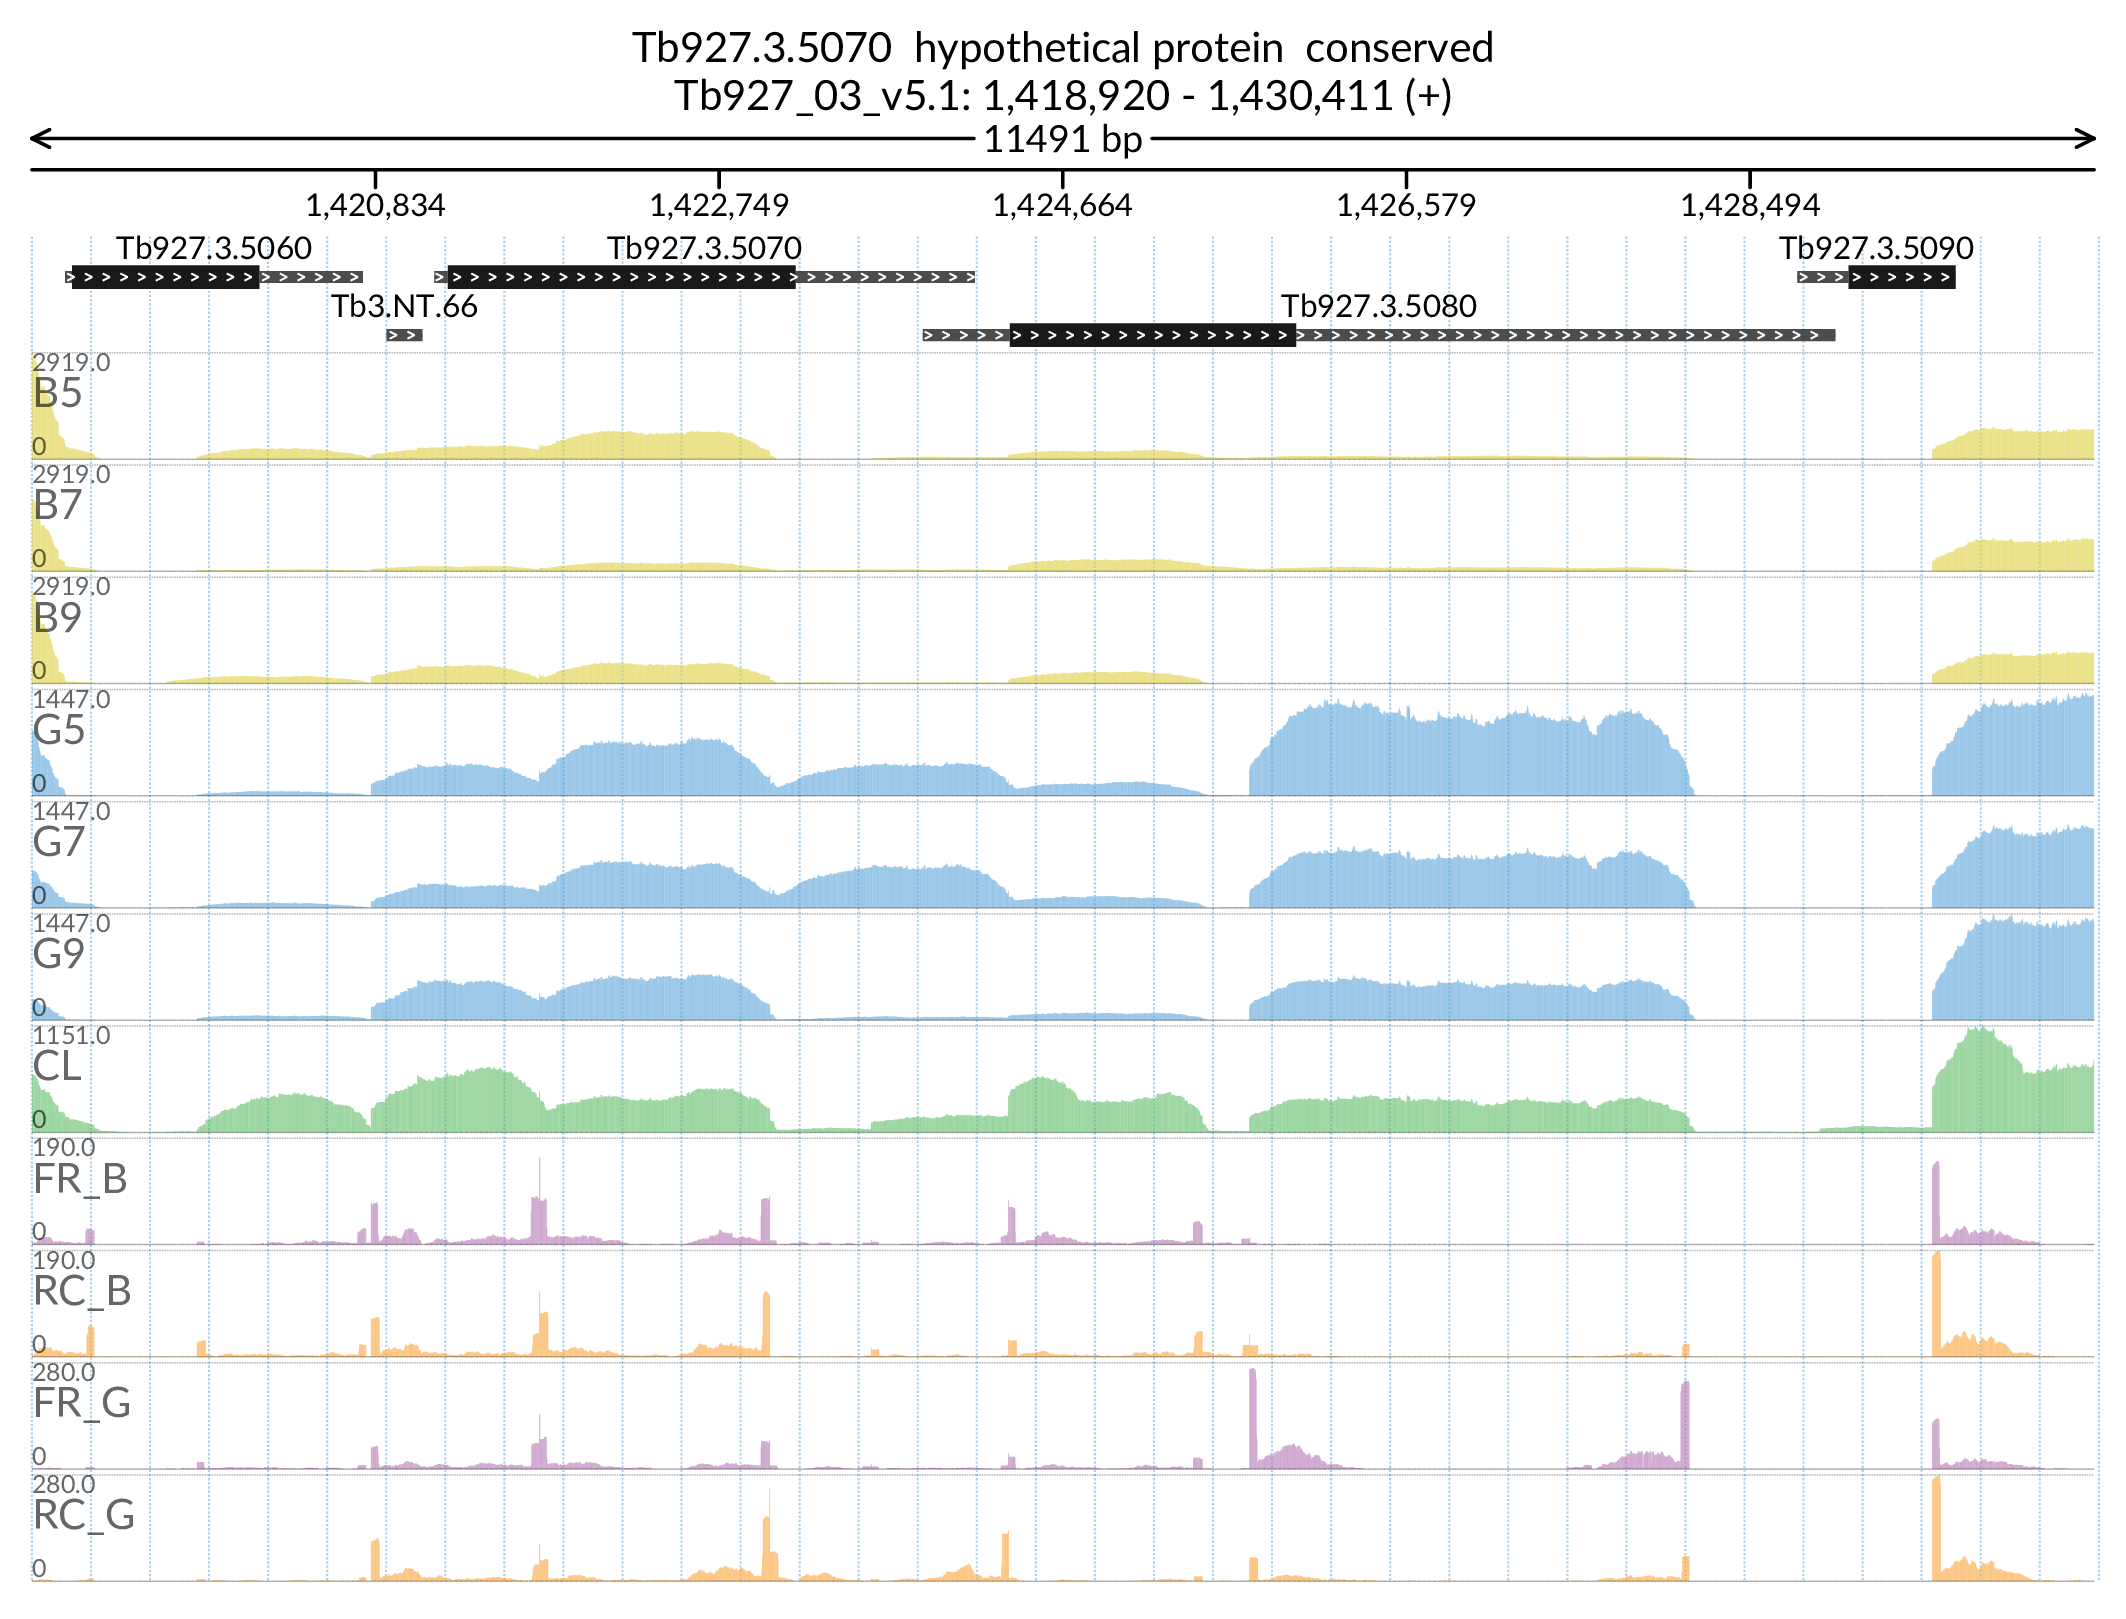 Tb927.3.5070  hypothetical protein  conserved
Tb927_03_v5.1: 1,418,920 - 1,430,411 (+)
11491 bp
1,420,834 1,422,749 1,424,664 1,426,579 1,428,494
Tb927.3.5060 Tb927.3.5070 Tb927.3.5090
Tb3.NT.66 Tb927.3.5080
2919.0
B5
0
2919.0
B7
0
2919.0
B9
0
1447.0
G5
0
1447.0
G7
0
1447.0
G9
0
1151.0
CL
0
190.0
FR_B
0
190.0
RC_B
0
280.0
FR_G
0
280.0
RC_G
0